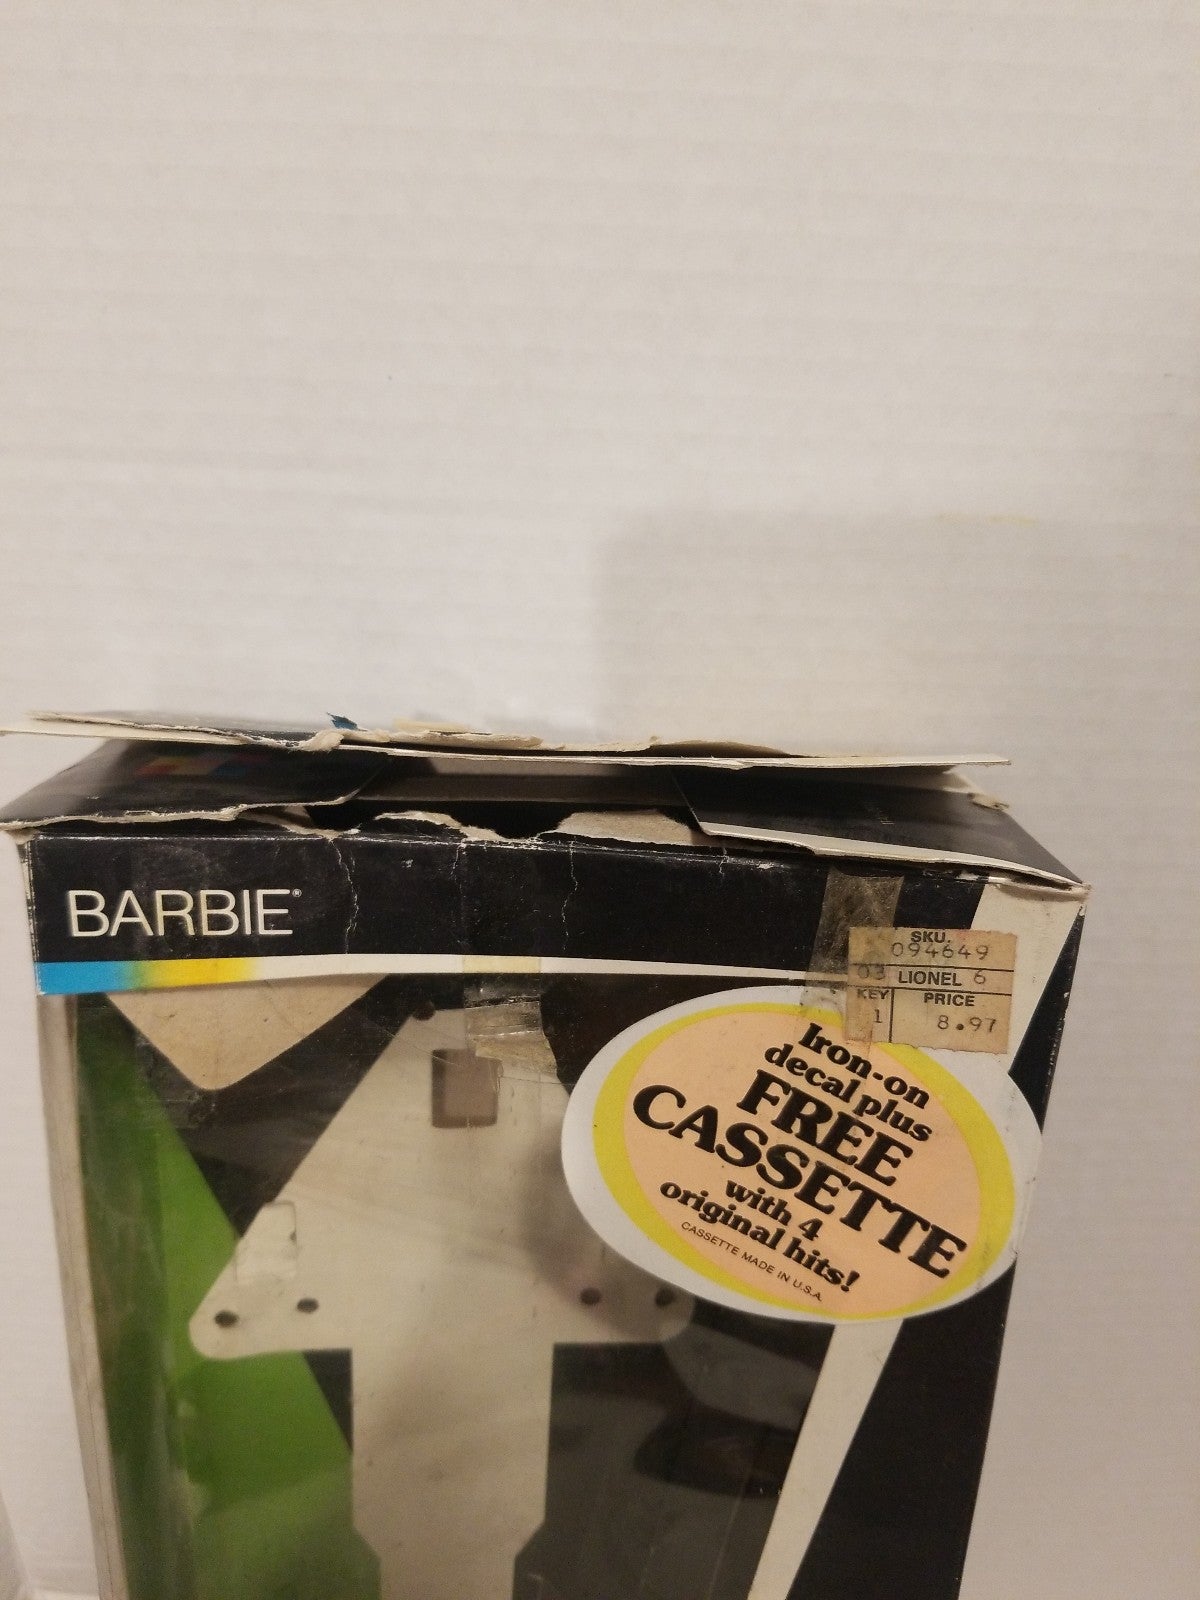 BARBIE®
SKU.
094649
03 LIONEL 6
KEY PRICE
1 8.97
Iron-on
decal plus
FREE
CASSETTE
with 4
original hits!
CASSETTE MADE IN U.S.A.